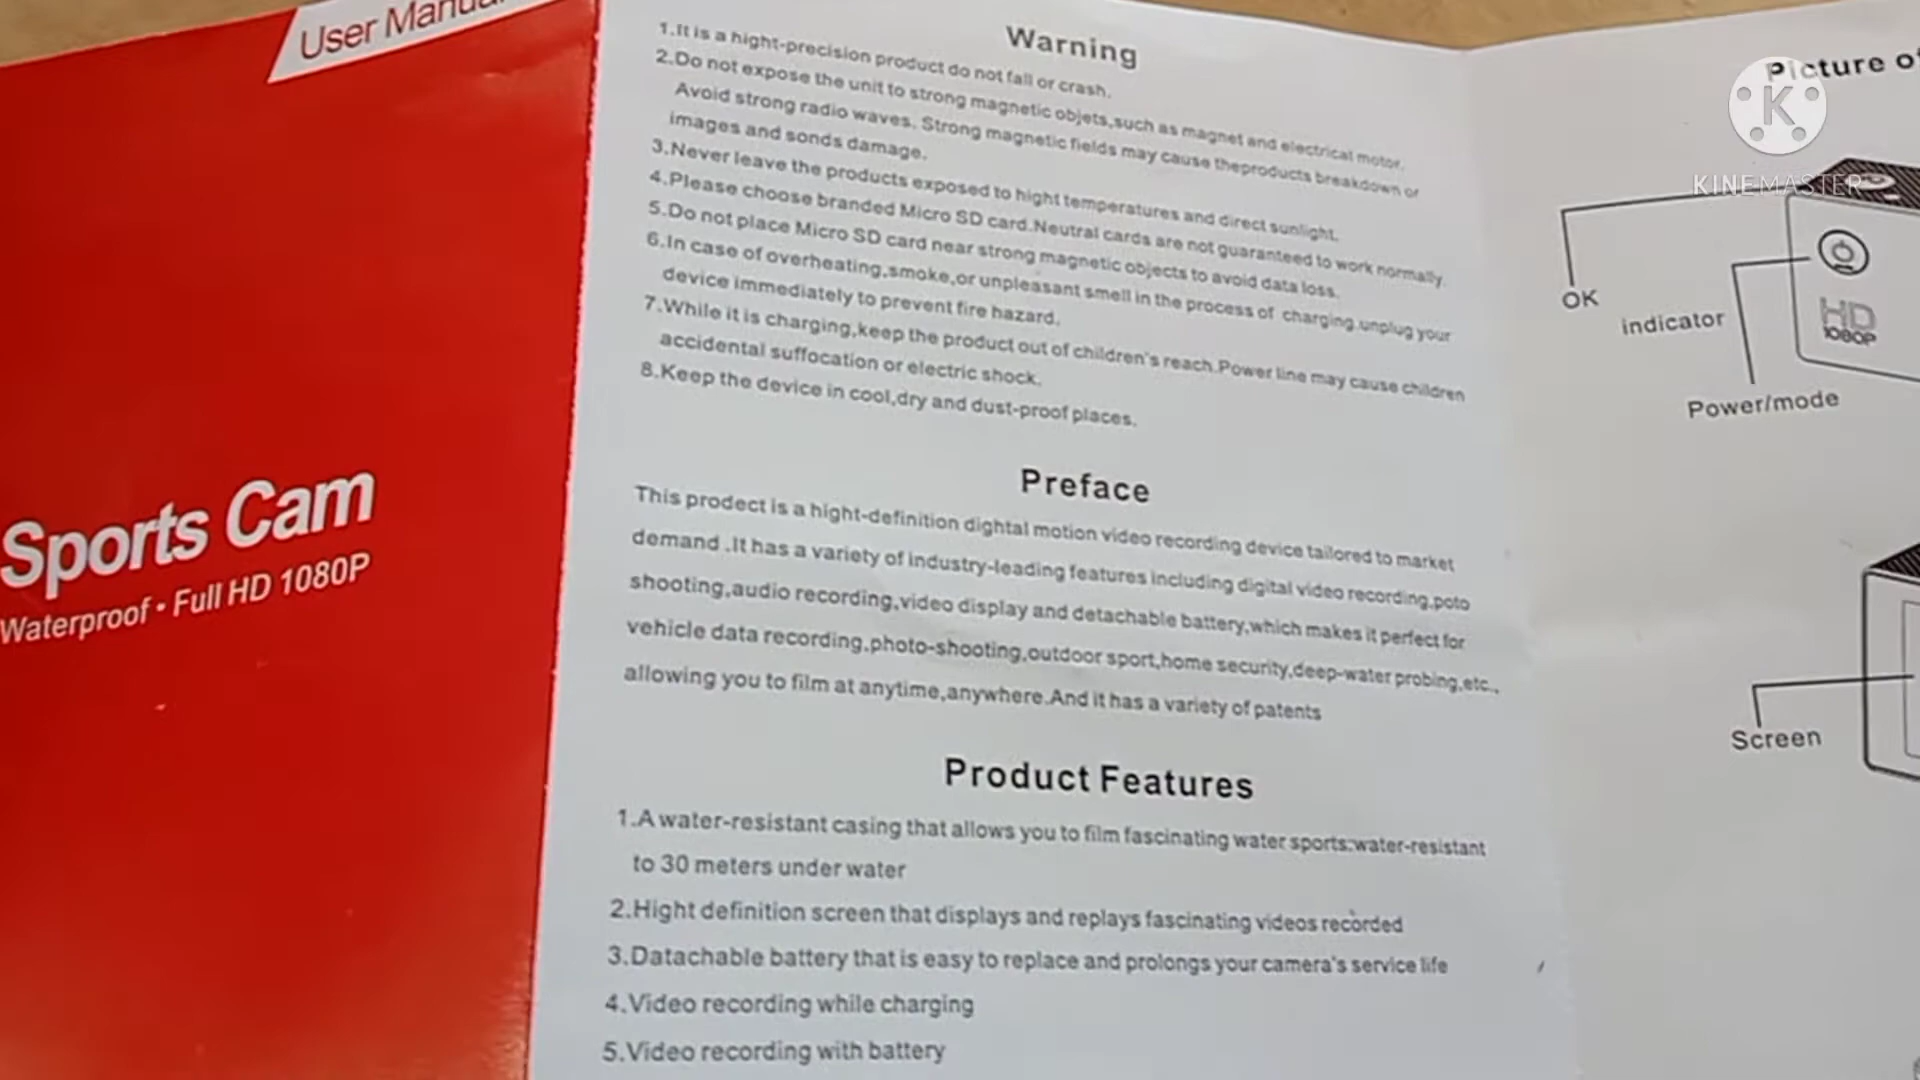 User Manua
Sports Cam
Waterproof • Full HD 1080P
Warning
1.It is a hight-precision product do not fall or crash.
2.Do not expose the unit to strong magnetic objets,such as magnet and electrical motor.
Avoid strong radio waves. Strong magnetic fields may cause theproducts breakdown or
images and sonds damage.
3.Never leave the products exposed to hight temperatures and direct sunlight.
4.Please choose branded Micro SD card.Neutral cards are not guaranteed to work normally.
5.Do not place Micro SD card near strong magnetic objects to avoid data loss.
6.In case of overheating,smoke,or unpleasant smell in the process of charging,unplug your
device immediately to prevent fire hazard.
7.While it is charging,keep the product out of children's reach.Power line may cause children
accidental suffocation or electric shock.
8.Keep the device in cool,dry and dust-proof places.
Preface
This prodect is a hight-definition dightal motion video recording device tailored to market
demand .It has a variety of industry-leading features including digital video recording,poto
shooting,audio recording,video display and detachable battery,which makes it perfect for
vehicle data recording,photo-shooting,outdoor sport,home security,deep-water probing,etc.,
allowing you to film at anytime,anywhere.And it has a variety of patents
Product Features
1.A water-resistant casing that allows you to film fascinating water sports;water-resistant
to 30 meters under water
2.Hight definition screen that displays and replays fascinating videos recorded
3.Datachable battery that is easy to replace and prolongs your camera's service life
4.Video recording while charging
5.Video recording with battery
Picture of
K
KINEMASTER
OK
indicator
HD
1080P
Power/mode
Screen